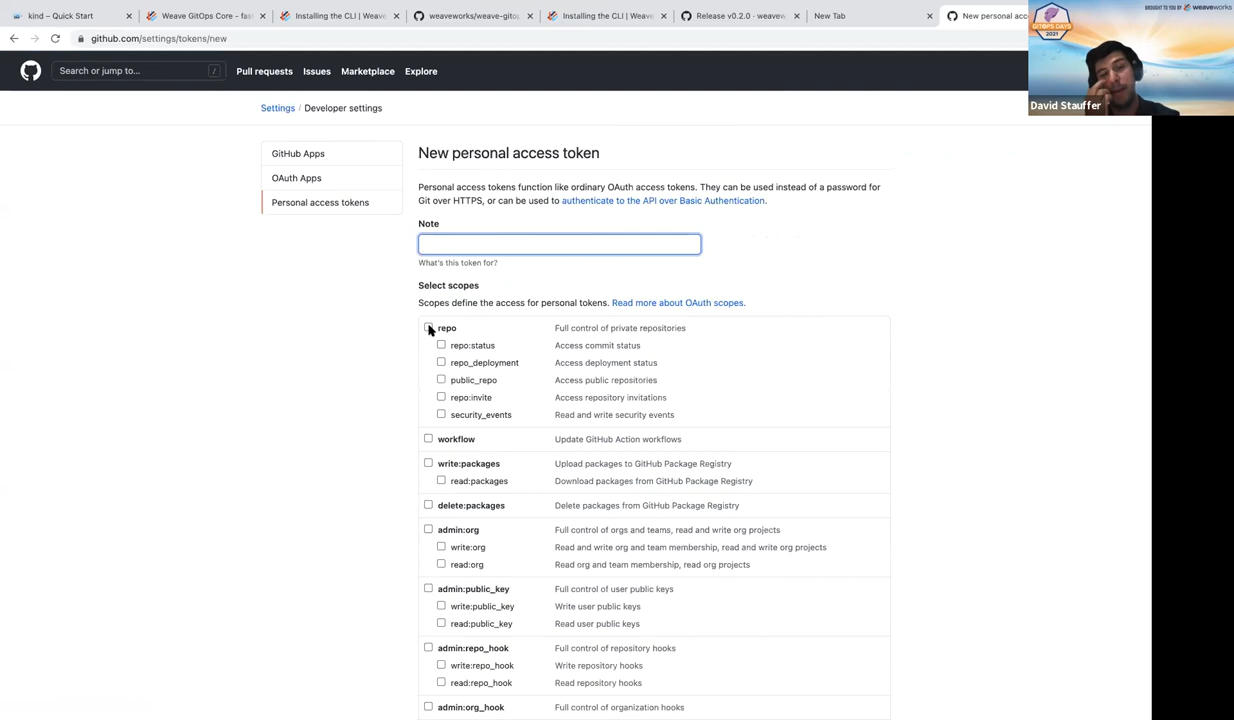 kind – Quick Start
Weave GitOps Core - fas
Installing the CLI | Weave
weaveworks/weave-gitop
Installing the CLI | Weave
Release v0.2.0 · weavew
New Tab
New personal acc
github.com/settings/tokens/new
BROUGHT TO YOU BY weaveworks
GITOPS DAYS
2021
David Stauffer
Search or jump to...
/
Pull requests
Issues
Marketplace
Explore
Settings / Developer settings
GitHub Apps
OAuth Apps
Personal access tokens
New personal access token
Personal access tokens function like ordinary OAuth access tokens. They can be used instead of a password for
Git over HTTPS, or can be used to authenticate to the API over Basic Authentication.
Note
What's this token for?
Select scopes
Scopes define the access for personal tokens. Read more about OAuth scopes.
repo Full control of private repositories
repo:status Access commit status
repo_deployment Access deployment status
public_repo Access public repositories
repo:invite Access repository invitations
security_events Read and write security events
workflow Update GitHub Action workflows
write:packages Upload packages to GitHub Package Registry
read:packages Download packages from GitHub Package Registry
delete:packages Delete packages from GitHub Package Registry
admin:org Full control of orgs and teams, read and write org projects
write:org Read and write org and team membership, read and write org projects
read:org Read org and team membership, read org projects
admin:public_key Full control of user public keys
write:public_key Write user public keys
read:public_key Read user public keys
admin:repo_hook Full control of repository hooks
write:repo_hook Write repository hooks
read:repo_hook Read repository hooks
admin:org_hook Full control of organization hooks